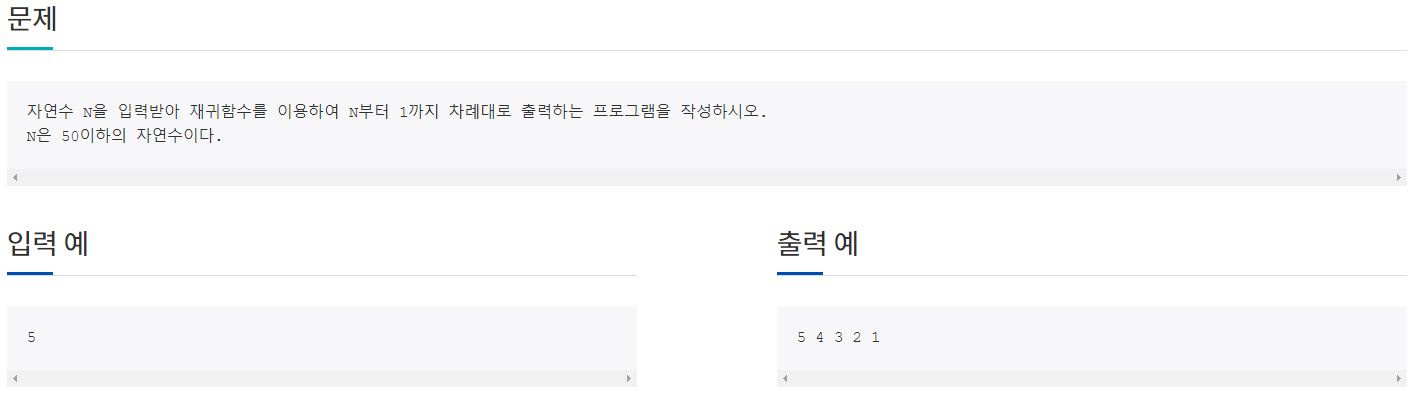 문제
자연수 N을 입력받아 재귀함수를 이용하여 N부터 1까지 차례대로 출력하는 프로그램을 작성하시오.
N은 50이하의 자연수이다.
입력 예
5
출력 예
5 4 3 2 1